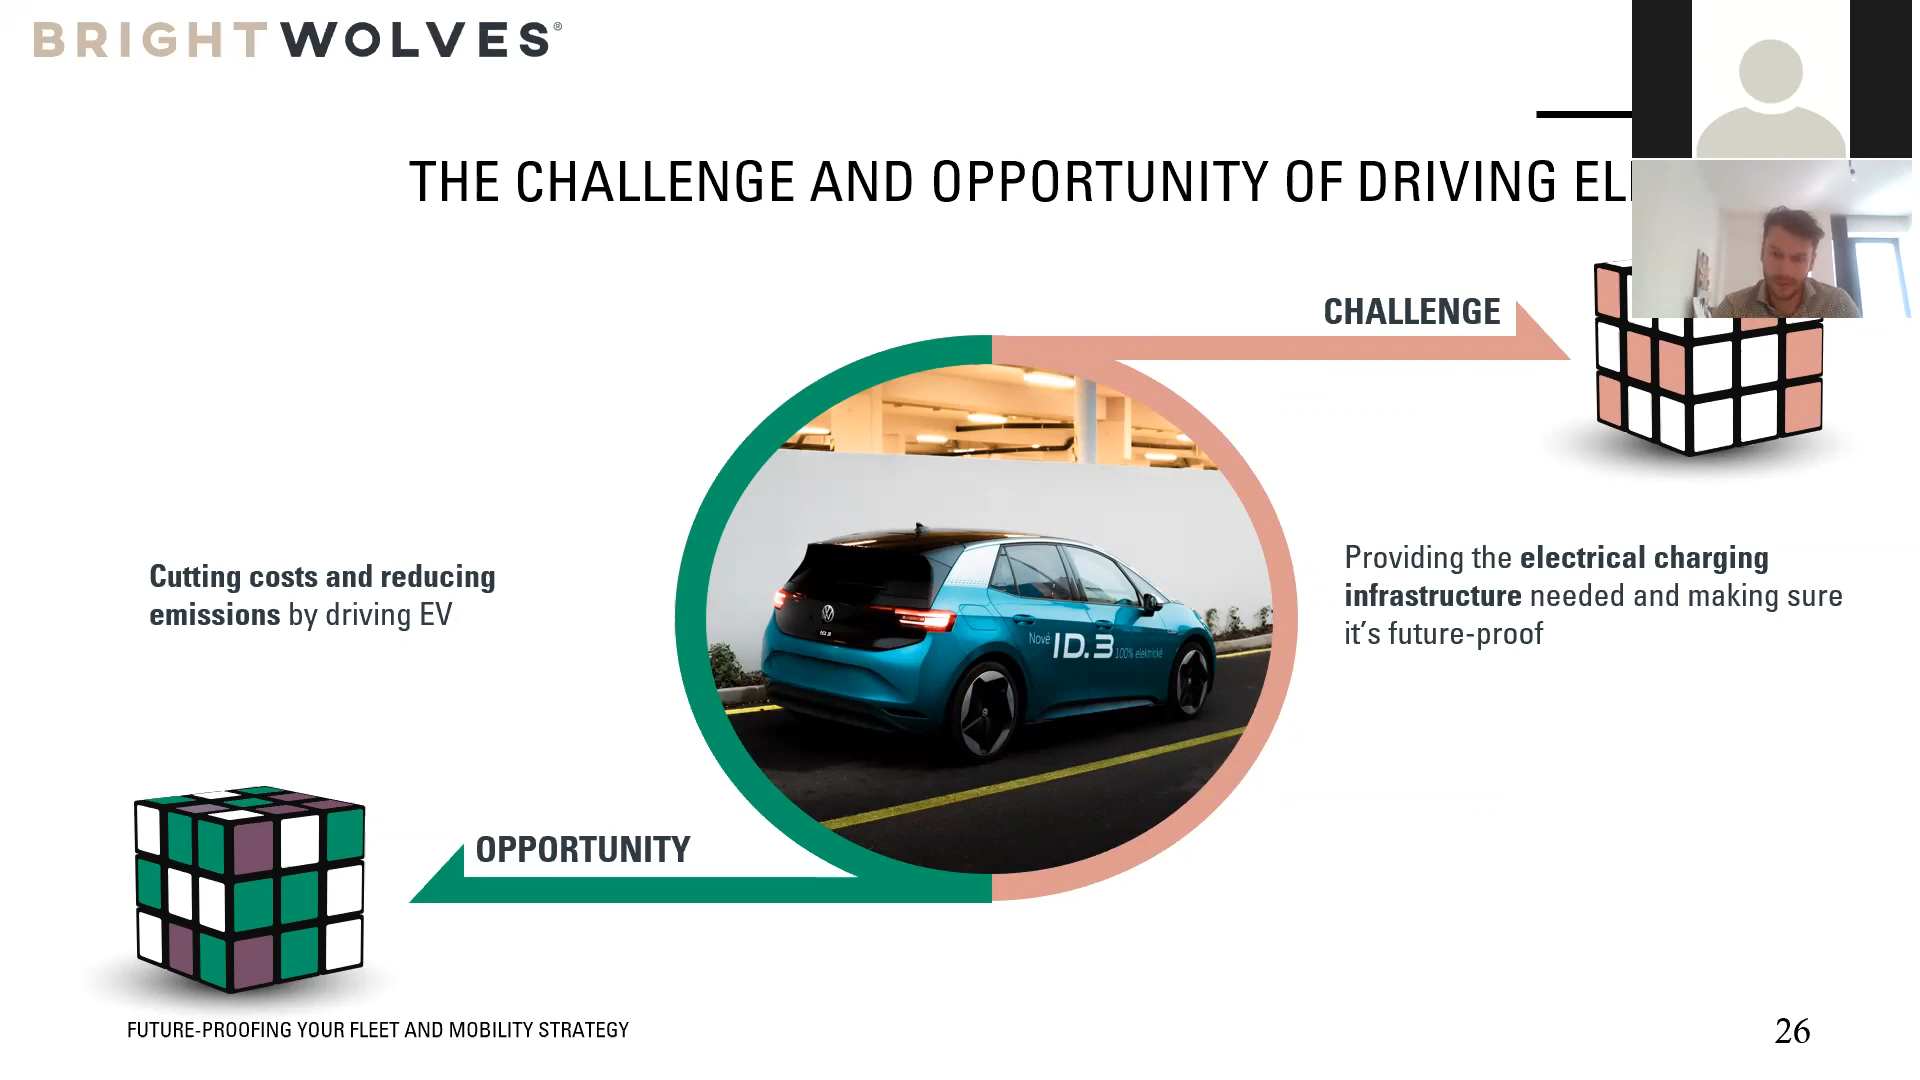 BRIGHTWOLVES®
THE CHALLENGE AND OPPORTUNITY OF DRIVING
CHALLENGE
Providing the electrical charging
infrastructure needed and making sure
it's future-proof
Cutting costs and reducing
emissions by driving EV
Nové ID.3 100% elektrické
ID.3
OPPORTUNITY
FUTURE-PROOFING YOUR FLEET AND MOBILITY STRATEGY
26